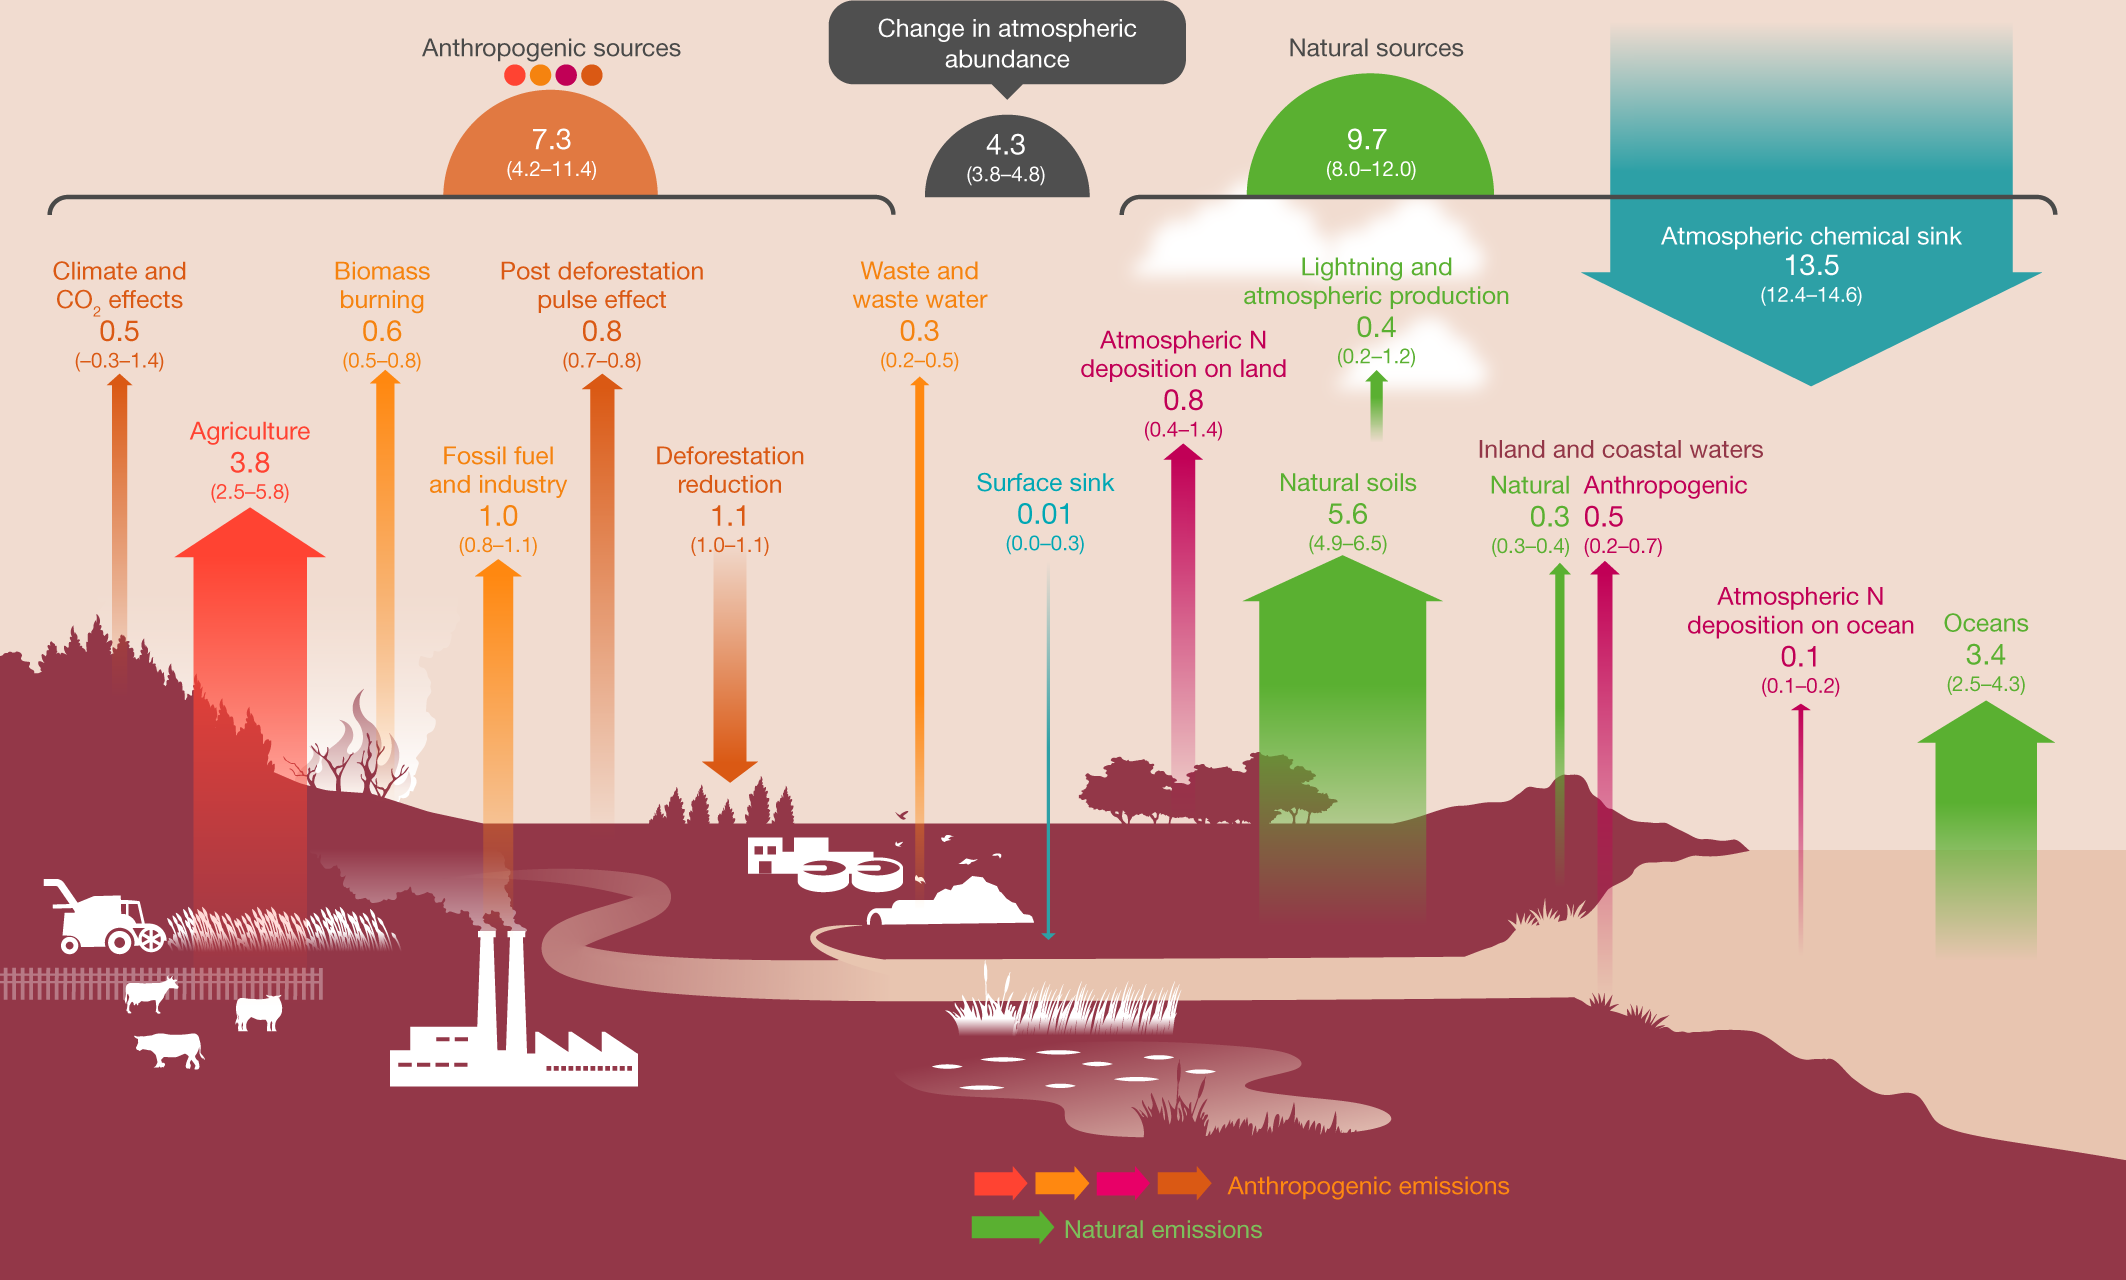 Anthropogenic sources
7.3
(4.2–11.4)
Change in atmospheric
abundance
4.3
(3.8–4.8)
Natural sources
9.7
(8.0–12.0)
Atmospheric chemical sink
13.5
(12.4–14.6)
Climate and
CO₂ effects
0.5
(–0.3–1.4)
Agriculture
3.8
(2.5–5.8)
Biomass
burning
0.6
(0.5–0.8)
Fossil fuel
and industry
1.0
(0.8–1.1)
Post deforestation
pulse effect
0.8
(0.7–0.8)
Deforestation
reduction
1.1
(1.0–1.1)
Waste and
waste water
0.3
(0.2–0.5)
Surface sink
0.01
(0.0–0.3)
Atmospheric N
deposition on land
0.8
(0.4–1.4)
Lightning and
atmospheric production
0.4
(0.2–1.2)
Natural soils
5.6
(4.9–6.5)
Inland and coastal waters
Natural
0.3
(0.3–0.4)
Anthropogenic
0.5
(0.2–0.7)
Atmospheric N
deposition on ocean
0.1
(0.1–0.2)
Oceans
3.4
(2.5–4.3)
Anthropogenic emissions
Natural emissions